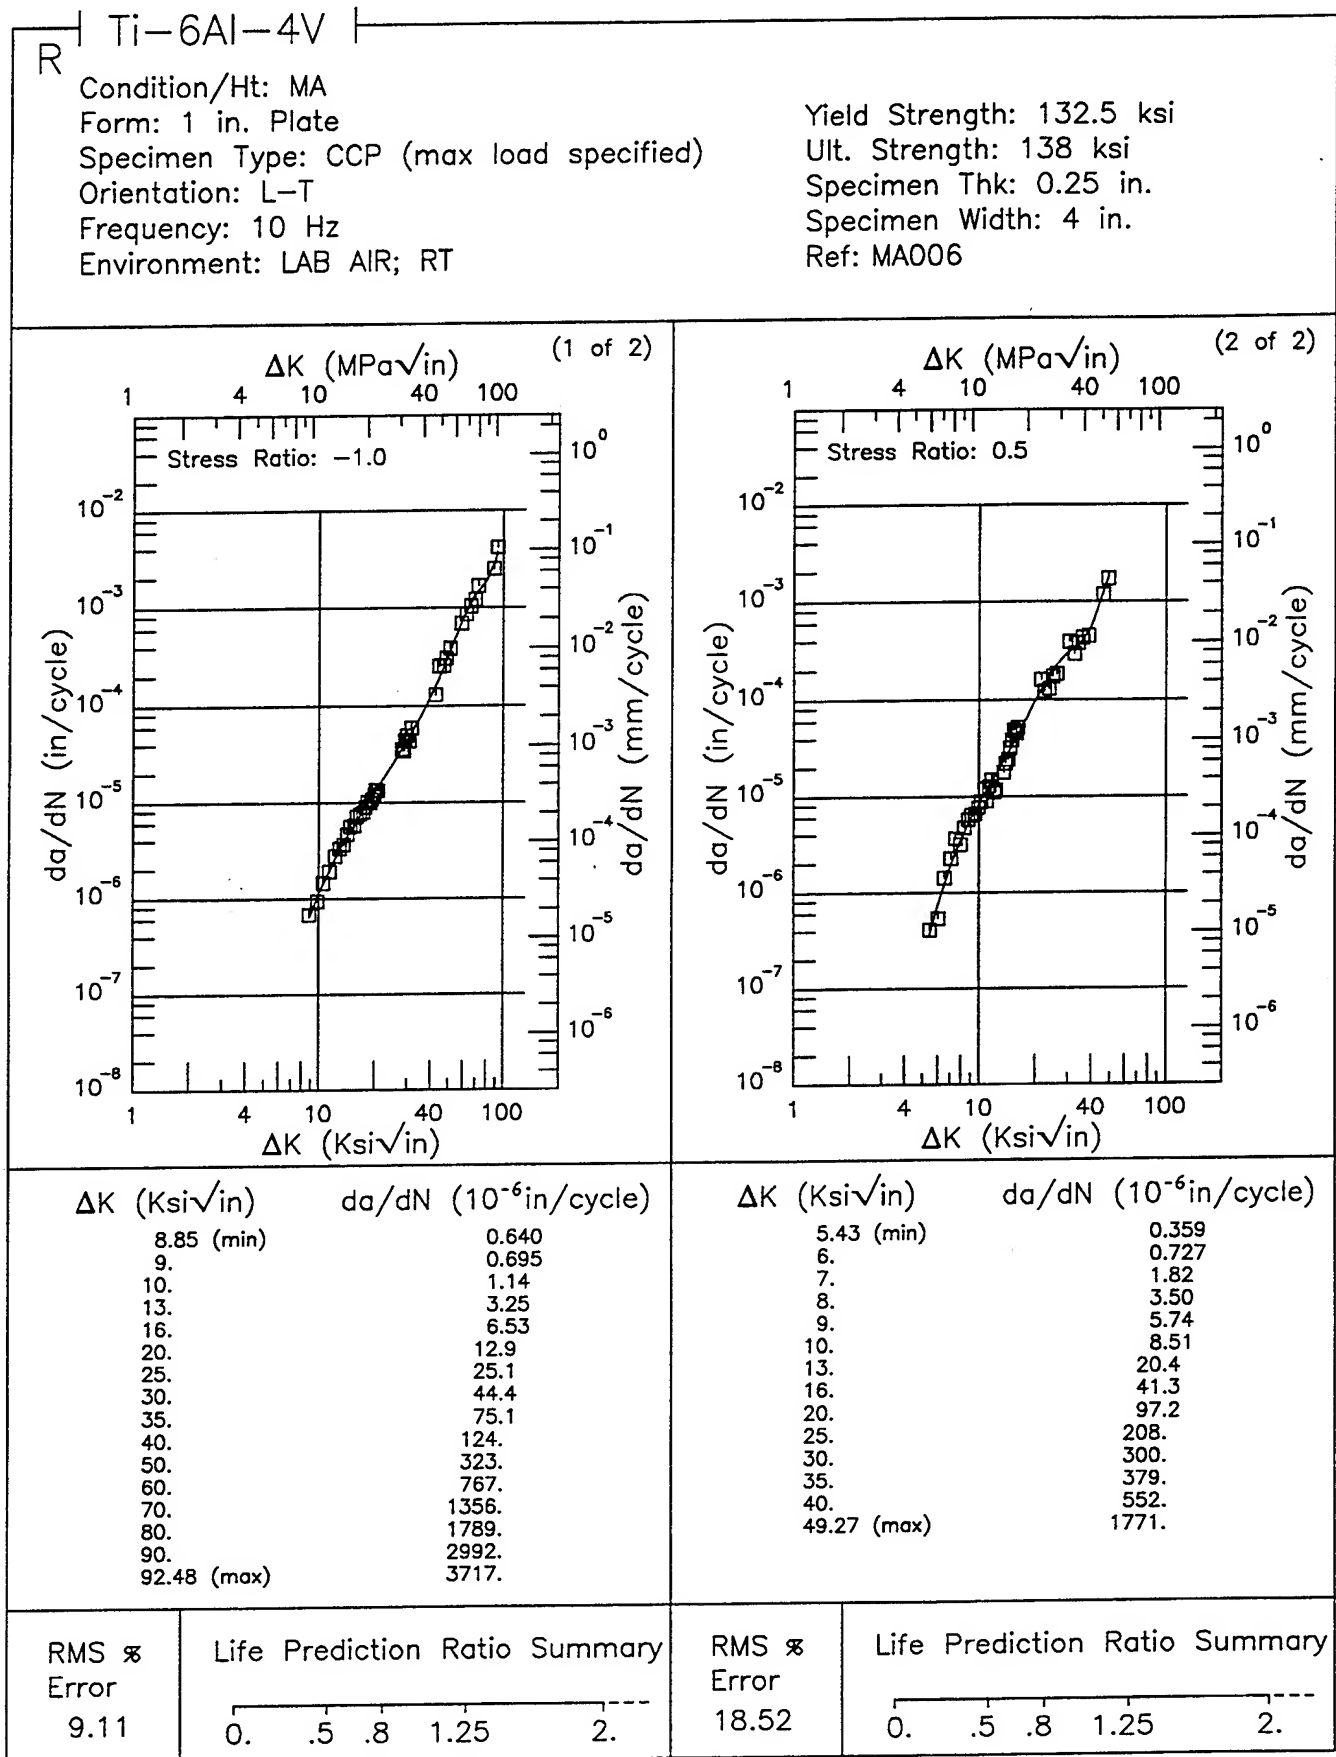 Ti-6Al-4V
R
Condition/Ht: MA
Form: 1 in. Plate
Specimen Type: CCP (max load specified)
Orientation: L-T
Frequency: 10 Hz
Environment: LAB AIR; RT
Yield Strength: 132.5 ksi
Ult. Strength: 138 ksi
Specimen Thk: 0.25 in.
Specimen Width: 4 in.
Ref: MA006
(1 of 2)
ΔK (MPa√in)
1 4 10 40 100
Stress Ratio: -1.0
10⁰
10⁻²
10⁻¹
10⁻³
10⁻²
10⁻⁴
10⁻³
10⁻⁵
10⁻⁴
10⁻⁶
10⁻⁵
10⁻⁷
10⁻⁶
10⁻⁸
da/dN (in/cycle)
da/dN (mm/cycle)
1 4 10 40 100
ΔK (Ksi√in)
(2 of 2)
ΔK (MPa√in)
1 4 10 40 100
Stress Ratio: 0.5
10⁰
10⁻²
10⁻¹
10⁻³
10⁻²
10⁻⁴
10⁻³
10⁻⁵
10⁻⁴
10⁻⁶
10⁻⁵
10⁻⁷
10⁻⁶
10⁻⁸
da/dN (in/cycle)
da/dN (mm/cycle)
1 4 10 40 100
ΔK (Ksi√in)
ΔK (Ksi√in) da/dN (10⁻⁶in/cycle)
8.85 (min) 0.640
9. 0.695
10. 1.14
13. 3.25
16. 6.53
20. 12.9
25. 25.1
30. 44.4
35. 75.1
40. 124.
50. 323.
60. 767.
70. 1356.
80. 1789.
90. 2992.
92.48 (max) 3717.
ΔK (Ksi√in) da/dN (10⁻⁶in/cycle)
5.43 (min) 0.359
6. 0.727
7. 1.82
8. 3.50
9. 5.74
10. 8.51
13. 20.4
16. 41.3
20. 97.2
25. 208.
30. 300.
35. 379.
40. 552.
49.27 (max) 1771.
RMS %
Error
9.11
Life Prediction Ratio Summary
0. .5 .8 1.25 2.
RMS %
Error
18.52
Life Prediction Ratio Summary
0. .5 .8 1.25 2.